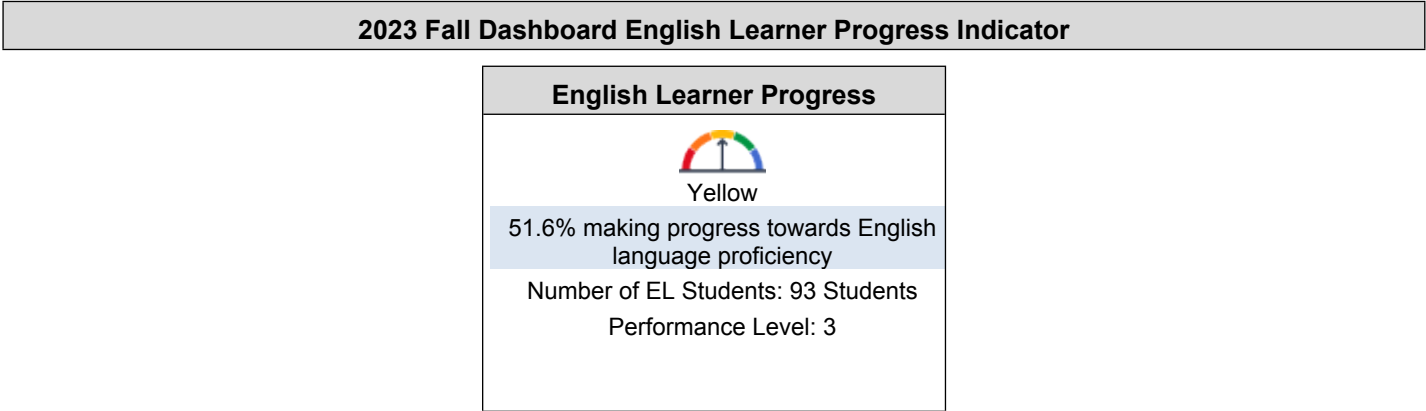 2023 Fall Dashboard English Learner Progress Indicator
English Learner Progress
Yellow
51.6% making progress towards English
language proficiency
Number of EL Students: 93 Students
Performance Level: 3